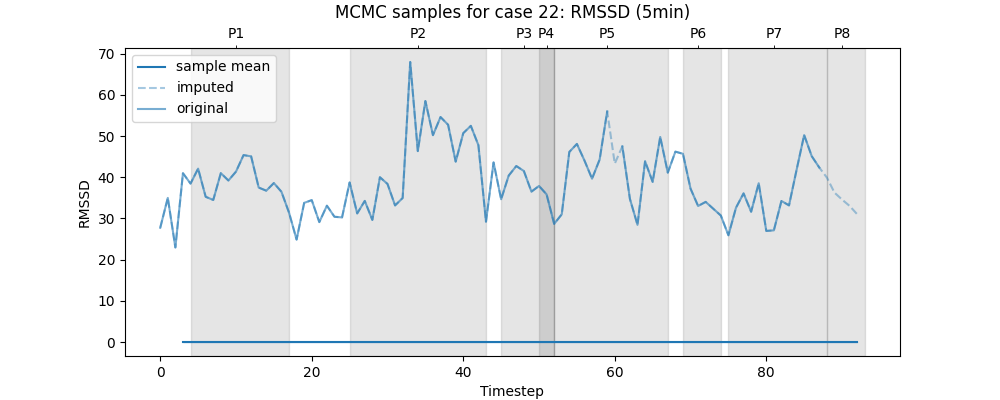 MCMC samples for case 22: RMSSD (5min)
P1 P2 P3 P4 P5 P6 P7 P8
sample mean
imputed
original
70
60
50
40
30
20
10
0
RMSSD
0 20 40 60 80
Timestep